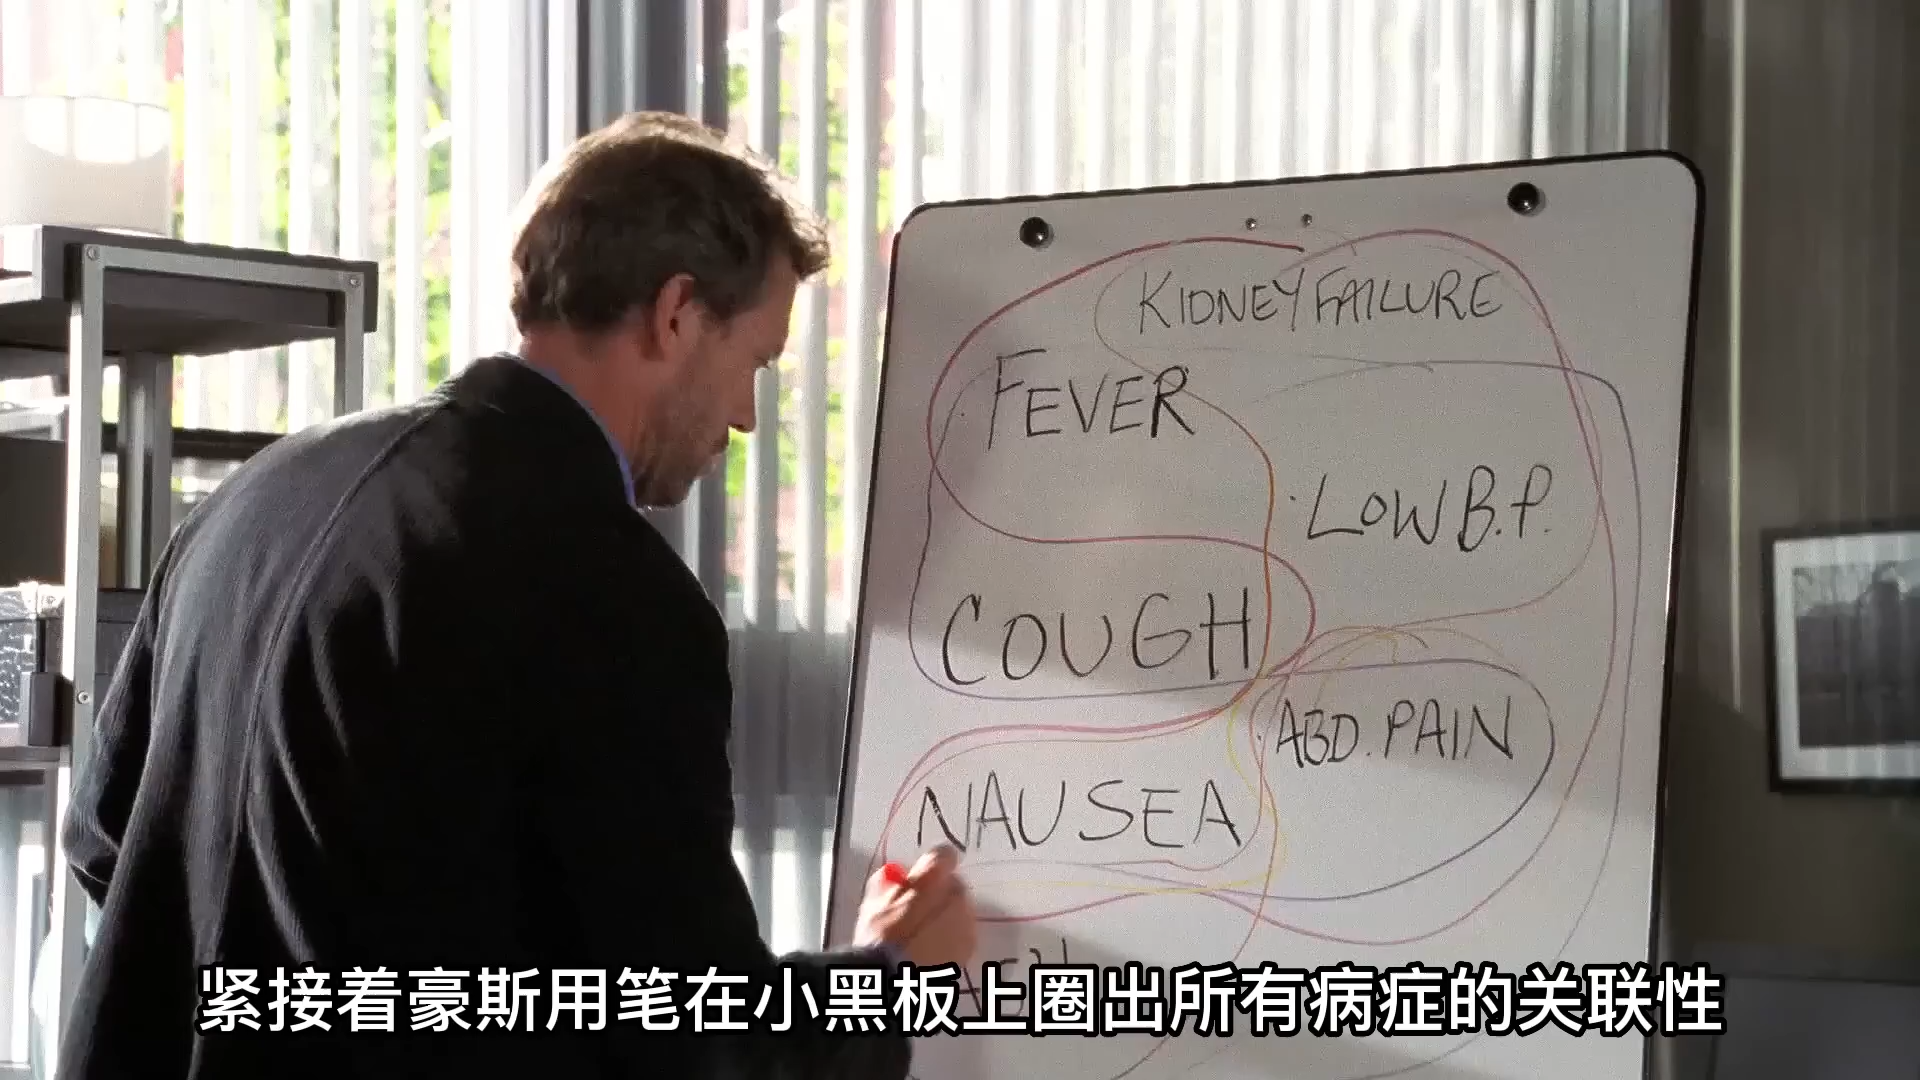 KIDNEY FAILURE
FEVER
LOW B.P.
COUGH
ABD. PAIN
NAUSEA
紧接着豪斯用笔在小黑板上圈出所有病症的关联性